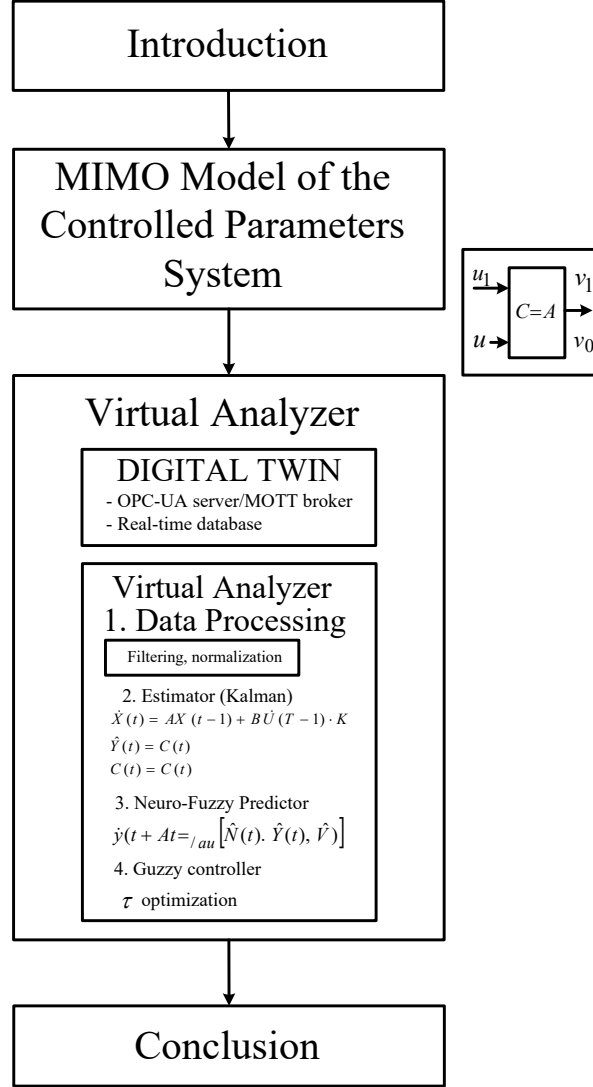 Introduction
MIMO Model of the
Controlled Parameters
System
u₁
v₁
C=A
u
v₀
Virtual Analyzer
DIGITAL TWIN
- OPC-UA server/MOTT broker
- Real-time database
Virtual Analyzer
1. Data Processing
Filtering, normalization
2. Estimator (Kalman)
Ẋ(t) = AX (t−1) + BU̇(T−1)·K
Ŷ(t) = C(t)
C(t) = C(t)
3. Neuro-Fuzzy Predictor
ẏ(t + At=/au[N̂(t). Ŷ(t), V̂)]
4. Guzzy controller
τ optimization
Conclusion